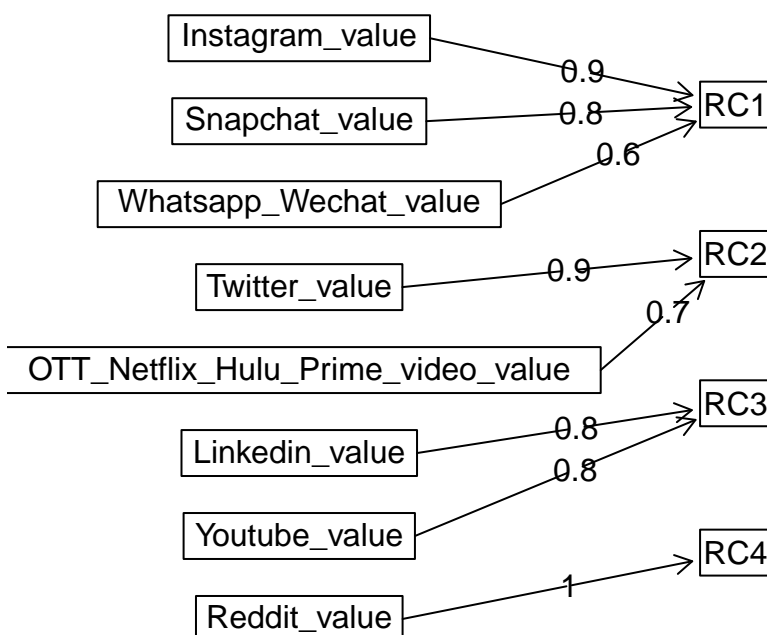 Instagram_value
0.9
RC1
Snapchat_value
0.8
0.6
Whatsapp_Wechat_value
RC2
Twitter_value
0.9
0.7
OTT_Netflix_Hulu_Prime_video_value
RC3
Linkedin_value
0.8
0.8
Youtube_value
RC4
Reddit_value
1